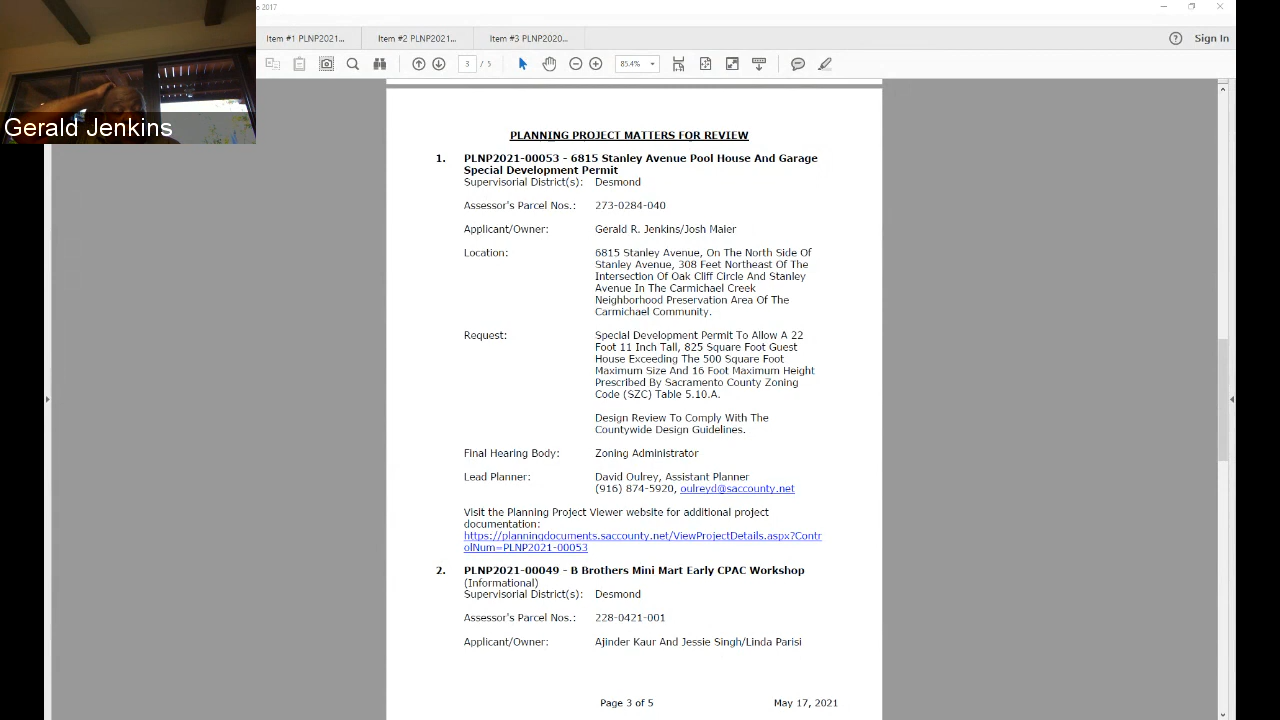 o 2017
Item #1 PLNP2021...
Item #2 PLNP2021...
Item #3 PLNP2020...
Sign In
3 / 5
85.4%
Gerald Jenkins
PLANNING PROJECT MATTERS FOR REVIEW
1. PLNP2021-00053 - 6815 Stanley Avenue Pool House And Garage
Special Development Permit
Supervisorial District(s): Desmond
Assessor's Parcel Nos.: 273-0284-040
Applicant/Owner: Gerald R. Jenkins/Josh Maier
Location: 6815 Stanley Avenue, On The North Side Of
Stanley Avenue, 308 Feet Northeast Of The
Intersection Of Oak Cliff Circle And Stanley
Avenue In The Carmichael Creek
Neighborhood Preservation Area Of The
Carmichael Community.
Request: Special Development Permit To Allow A 22
Foot 11 Inch Tall, 825 Square Foot Guest
House Exceeding The 500 Square Foot
Maximum Size And 16 Foot Maximum Height
Prescribed By Sacramento County Zoning
Code (SZC) Table 5.10.A.
Design Review To Comply With The
Countywide Design Guidelines.
Final Hearing Body: Zoning Administrator
Lead Planner: David Oulrey, Assistant Planner
(916) 874-5920, oulreyd@saccounty.net
Visit the Planning Project Viewer website for additional project
documentation:
https://planningdocuments.saccounty.net/ViewProjectDetails.aspx?Contr
olNum=PLNP2021-00053
2. PLNP2021-00049 - B Brothers Mini Mart Early CPAC Workshop
(Informational)
Supervisorial District(s): Desmond
Assessor's Parcel Nos.: 228-0421-001
Applicant/Owner: Ajinder Kaur And Jessie Singh/Linda Parisi
Page 3 of 5 May 17, 2021